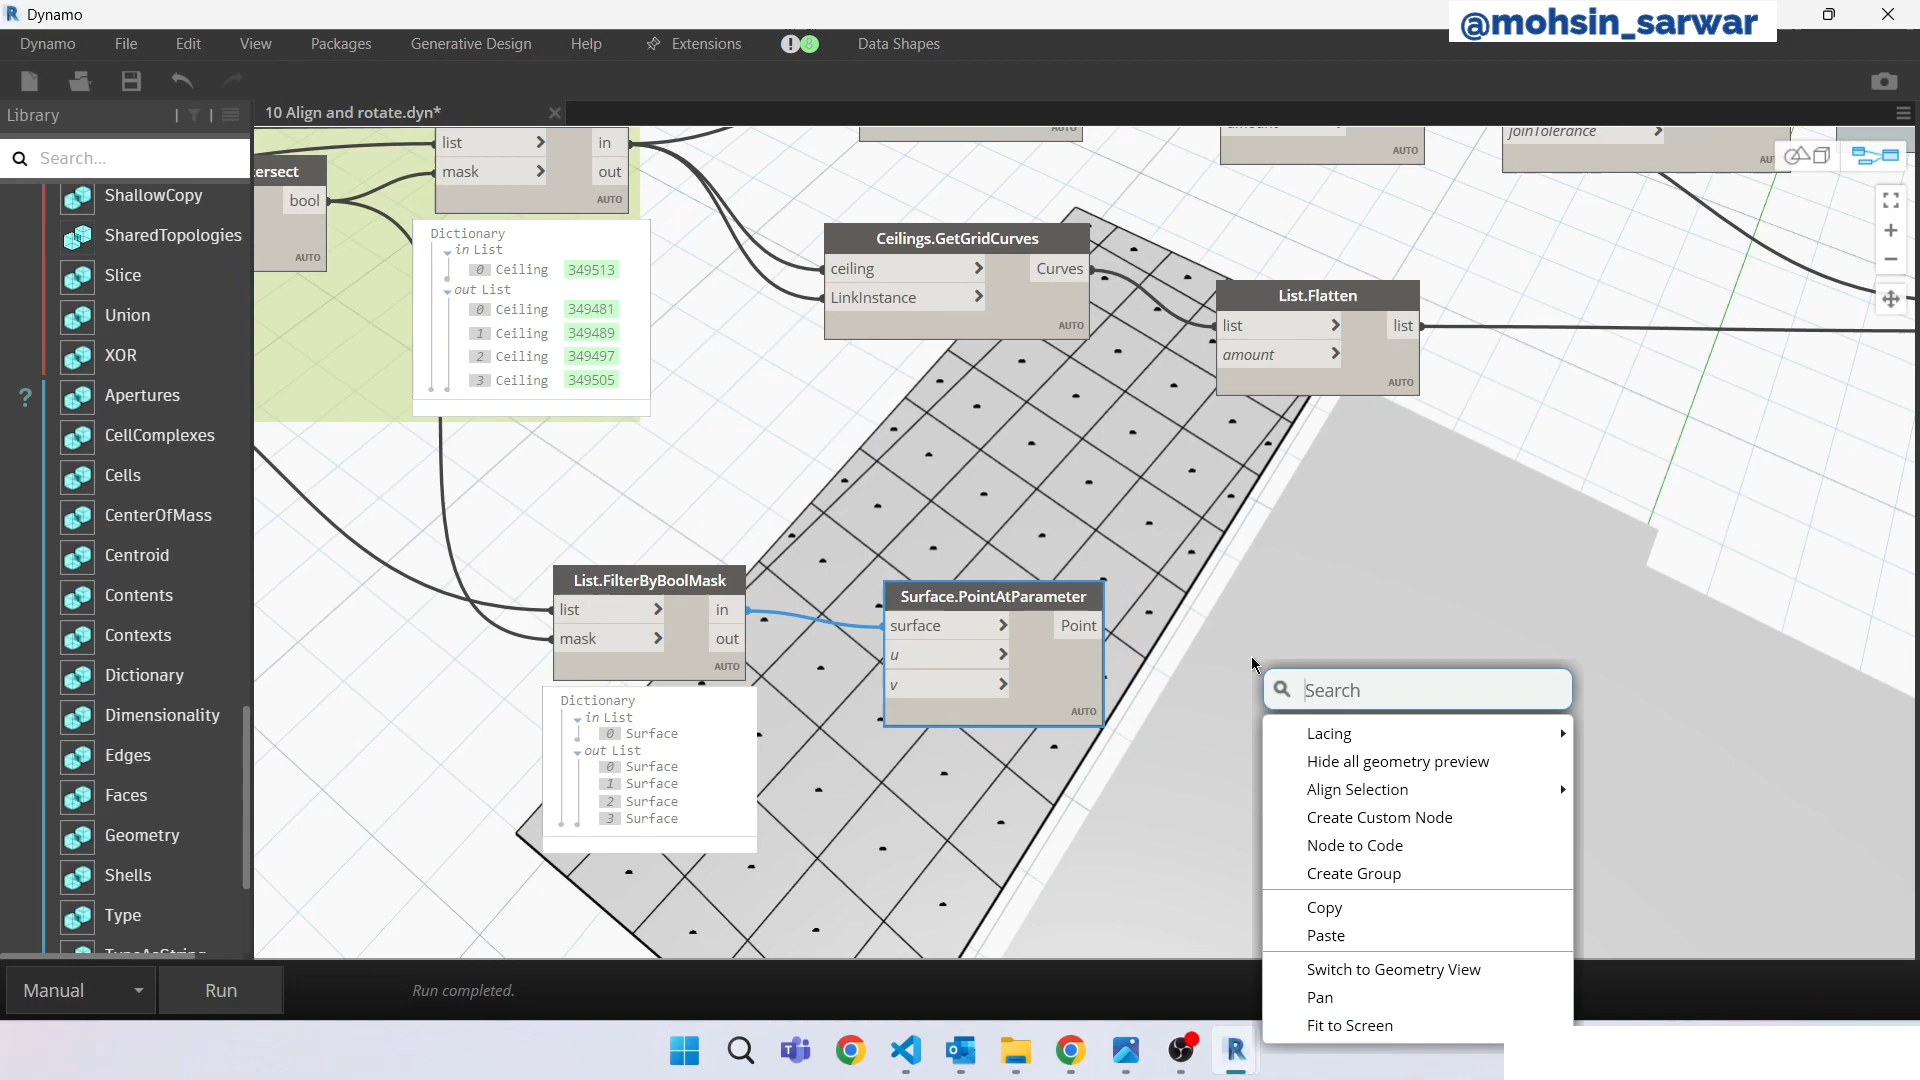 Dynamo
@mohsin_sarwar
Dynamo File Edit View Packages Generative Design Help Extensions ! 8 Data Shapes
Library
10 Align and rotate.dyn*
Search...
ShallowCopy
SharedTopologies
Slice
Union
XOR
?
Apertures
CellComplexes
Cells
CenterOfMass
Centroid
Contents
Contexts
Dictionary
Dimensionality
Edges
Faces
Geometry
Shells
Type
ersect
bool
AUTO
list > in
mask > out
AUTO
Dictionary
in List
0 Ceiling 349513
out List
0 Ceiling 349481
1 Ceiling 349489
2 Ceiling 349497
3 Ceiling 349505
AUTO
AUTO
joinTolerance >
AUT
Ceilings.GetGridCurves
ceiling > Curves
LinkInstance >
AUTO
List.Flatten
list > list
amount >
AUTO
List.FilterByBoolMask
list > in
mask > out
AUTO
Dictionary
in List
0 Surface
out List
0 Surface
1 Surface
2 Surface
3 Surface
Surface.PointAtParameter
surface > Point
u >
v >
AUTO
Search
Lacing
Hide all geometry preview
Align Selection
Create Custom Node
Node to Code
Create Group
Copy
Paste
Switch to Geometry View
Pan
Fit to Screen
Manual
Run
Run completed.